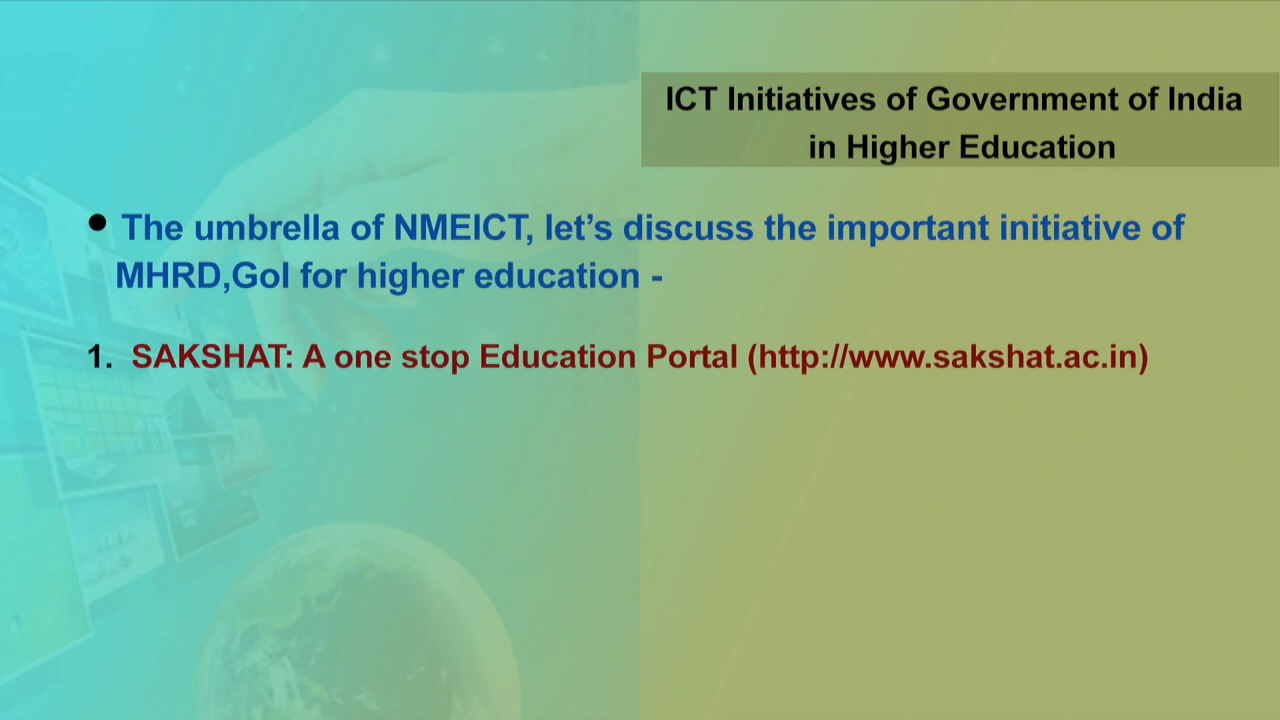 ICT Initiatives of Government of India
in Higher Education
• The umbrella of NMEICT, let’s discuss the important initiative of
MHRD,GoI for higher education -
1. SAKSHAT: A one stop Education Portal (http://www.sakshat.ac.in)